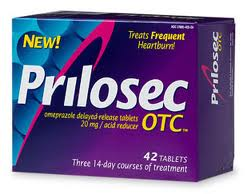 NEW!
Treats Frequent
Heartburn!
Prilosec
OTC™
omeprazole delayed-release tablets
20 mg / acid reducer
42 TABLETS
Three 14-day courses of treatment